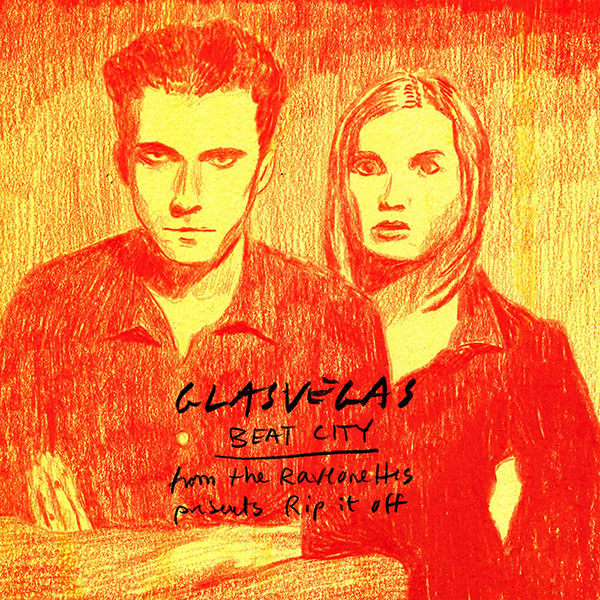 GLASVEGAS
BEAT CITY
from the Raveonettes
presents Rip it off